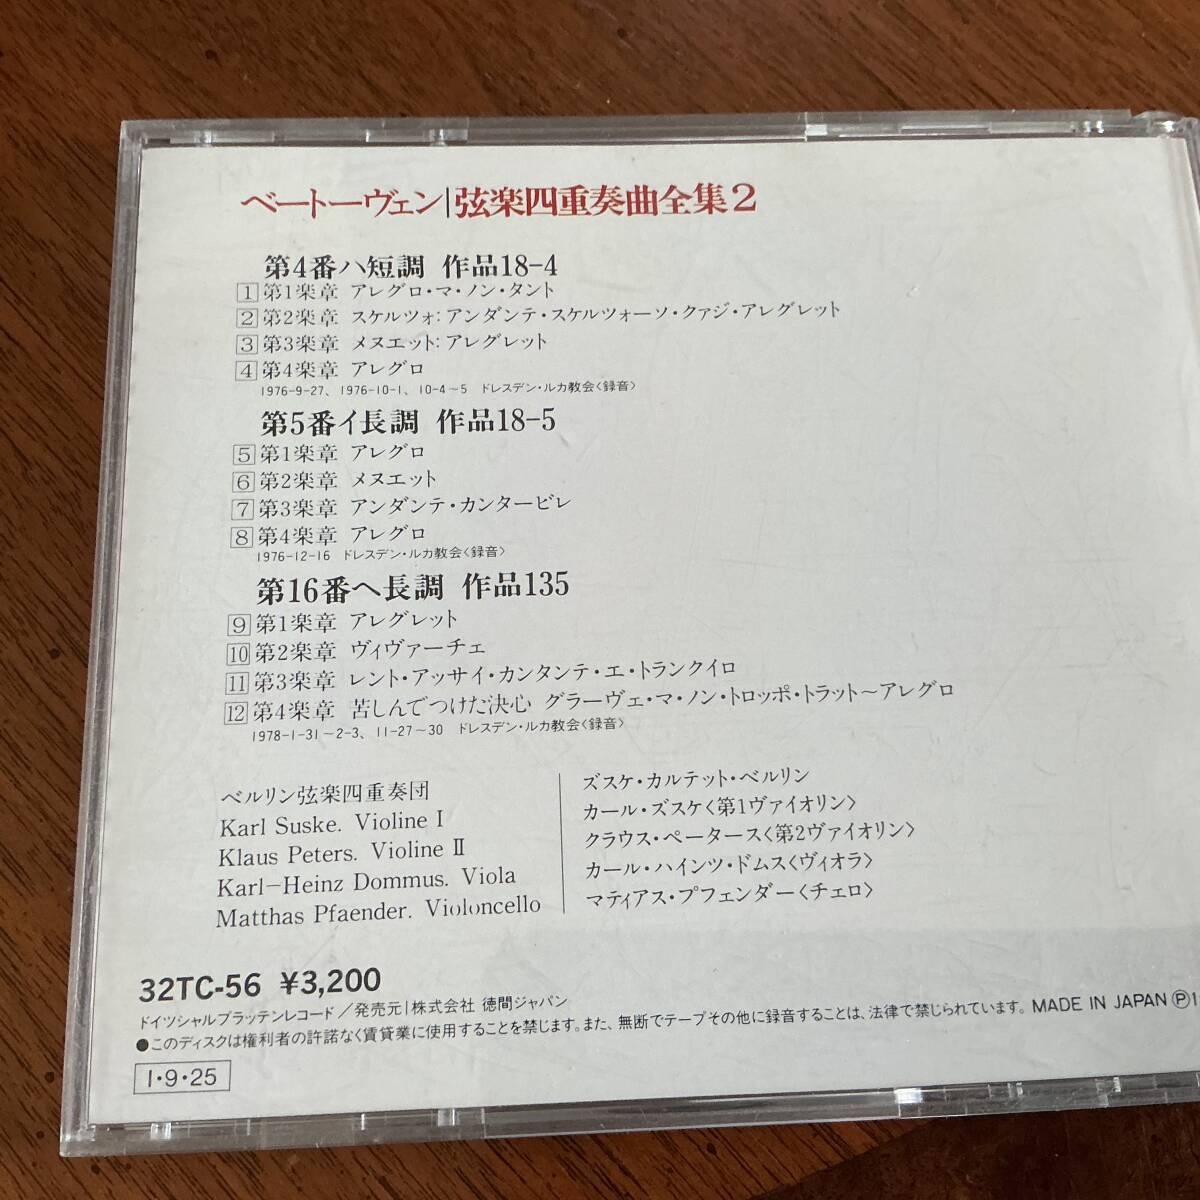 ベートーヴェン|弦楽四重奏曲全集2
第4番ハ短調 作品18-4
1 第1楽章 アレグロ・マ・ノン・タント
2 第2楽章 スケルツォ:アンダンテ・スケルツォーソ・クァジ・アレグレット
3 第3楽章 メヌエット:アレグレット
4 第4楽章 アレグロ
1976-9-27、1976-10-1、10-4~5 ドレスデン・ルカ教会〈録音〉
第5番イ長調 作品18-5
5 第1楽章 アレグロ
6 第2楽章 メヌエット
7 第3楽章 アンダンテ・カンタービレ
8 第4楽章 アレグロ
1976-12-16 ドレスデン・ルカ教会〈録音〉
第16番ヘ長調 作品135
9 第1楽章 アレグレット
10 第2楽章 ヴィヴァーチェ
11 第3楽章 レント・アッサイ・カンタンテ・エ・トランクイロ
12 第4楽章 苦しんでつけた決心 グラーヴェ・マ・ノン・トロッポ・トラット~アレグロ
1978-1-31~2-3、11-27~30 ドレスデン・ルカ教会〈録音〉
ベルリン弦楽四重奏団
Karl Suske. Violine I
Klaus Peters. Violine II
Karl-Heinz Dommus. Viola
Matthas Pfaender. Violoncello
ズスケ・カルテット・ベルリン
カール・ズスケ〈第1ヴァイオリン〉
クラウス・ペータース〈第2ヴァイオリン〉
カール・ハインツ・ドムス〈ヴィオラ〉
マティアス・プフェンダー〈チェロ〉
32TC-56 ¥3,200
ドイツシャルプラッテンレコード/発売元|株式会社 徳間ジャパン
●このディスクは権利者の許諾なく賃貸業に使用することを禁じます。また、無断でテープその他に録音することは、法律で禁じられています。 MADE IN JAPAN Ⓟ1
I・9・25